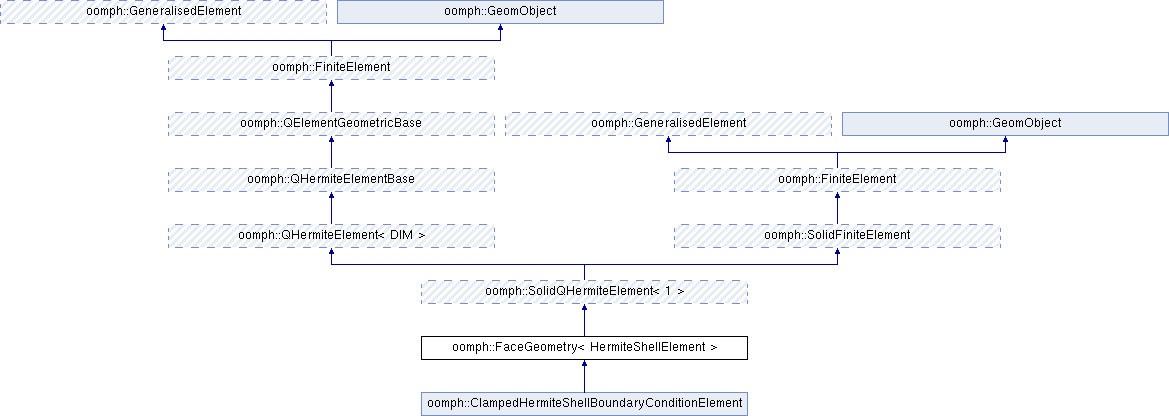 oomph::GeneralisedElement
oomph::GeomObject
oomph::FiniteElement
oomph::QElementGeometricBase
oomph::GeneralisedElement
oomph::GeomObject
oomph::QHermiteElementBase
oomph::FiniteElement
oomph::QHermiteElement< DIM >
oomph::SolidFiniteElement
oomph::SolidQHermiteElement< 1 >
oomph::FaceGeometry< HermiteShellElement >
oomph::ClampedHermiteShellBoundaryConditionElement